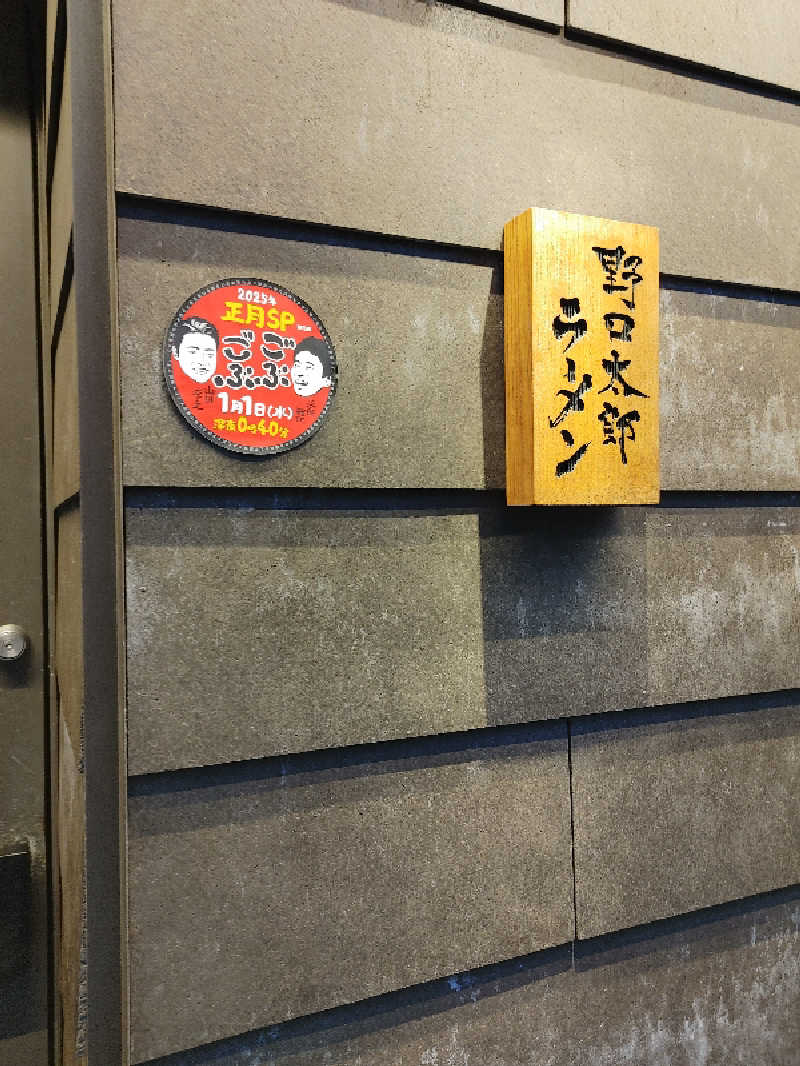 2025年
正月SP
ごぶごぶ
1月1日(水)
深夜0時40分
野口太郎
ラーメン